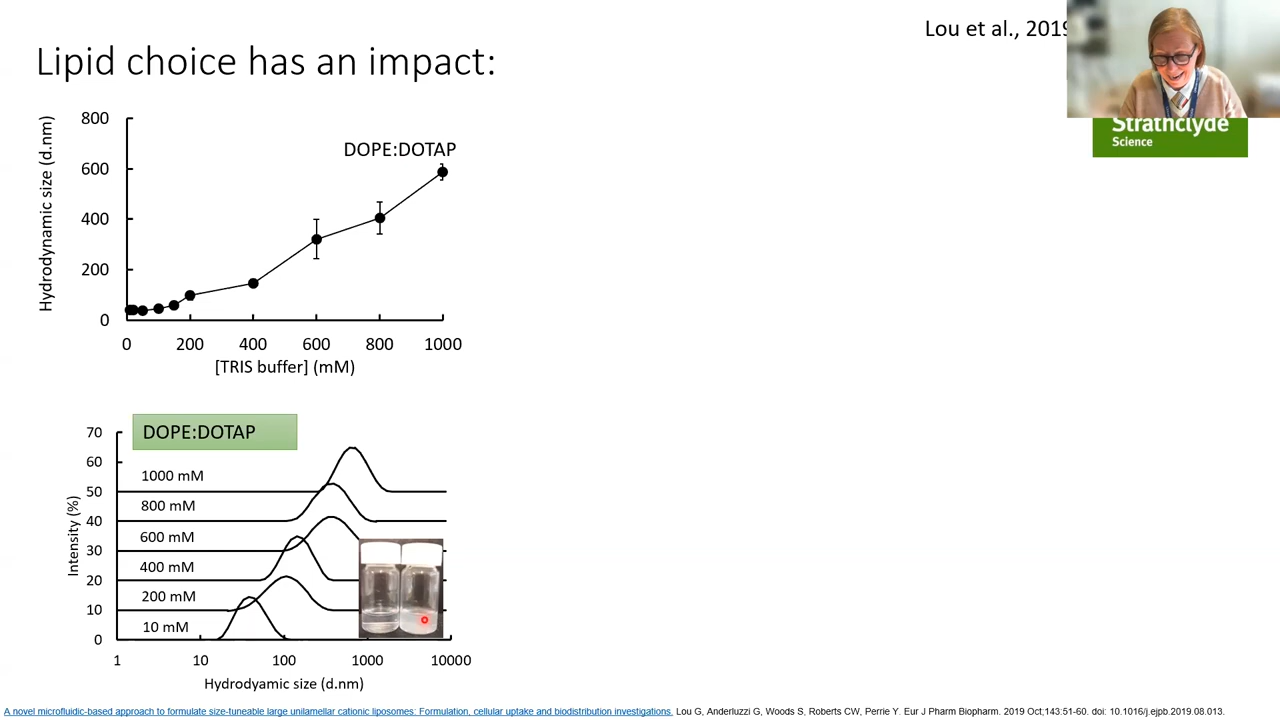 Lou et al., 2019
Lipid choice has an impact:
Strathclyde
Science
Hydrodynamic size (d.nm)
800
600
400
200
0
DOPE:DOTAP
0 200 400 600 800 1000
[TRIS buffer] (mM)
DOPE:DOTAP
Intensity (%)
70
60
50
40
30
20
10
0
1000 mM
800 mM
600 mM
400 mM
200 mM
10 mM
1 10 100 1000 10000
Hydrodyamic size (d.nm)
A novel microfluidic-based approach to formulate size-tuneable large unilamellar cationic liposomes: Formulation, cellular uptake and biodistribution investigations. Lou G, Anderluzzi G, Woods S, Roberts CW, Perrie Y. Eur J Pharm Biopharm. 2019 Oct;143:51-60. doi: 10.1016/j.ejpb.2019.08.013.